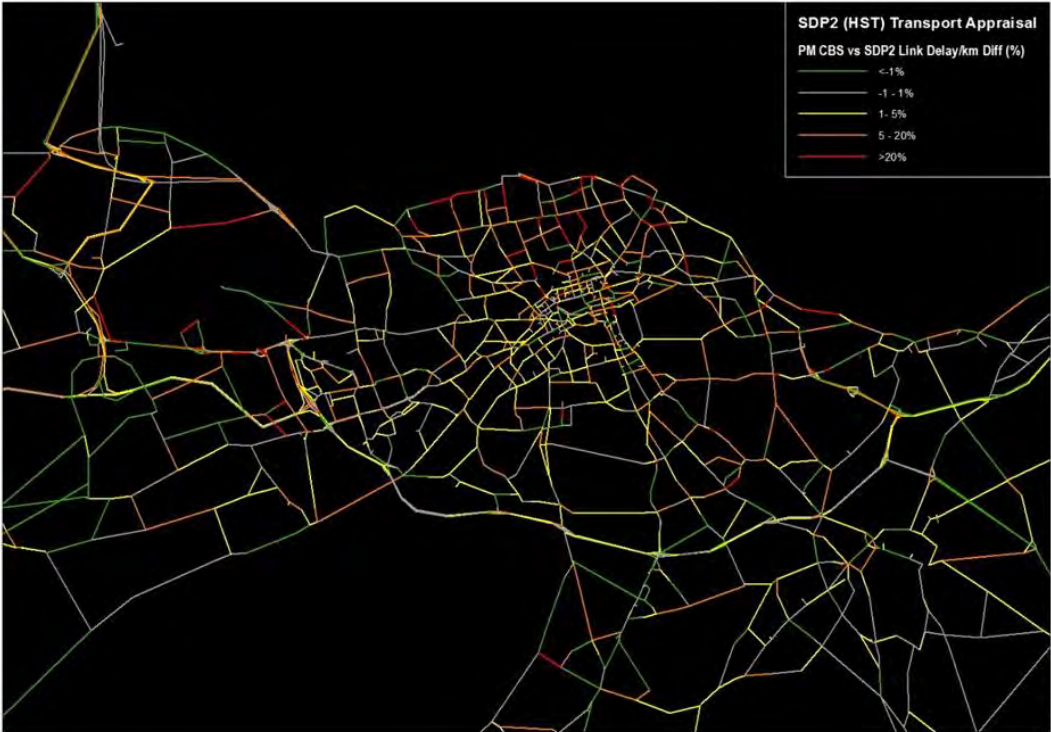 SDP2 (HST) Transport Appraisal
PM CBS vs SDP2 Link Delay/km Diff (%)
<-1%
-1 - 1%
1- 5%
5 - 20%
>20%